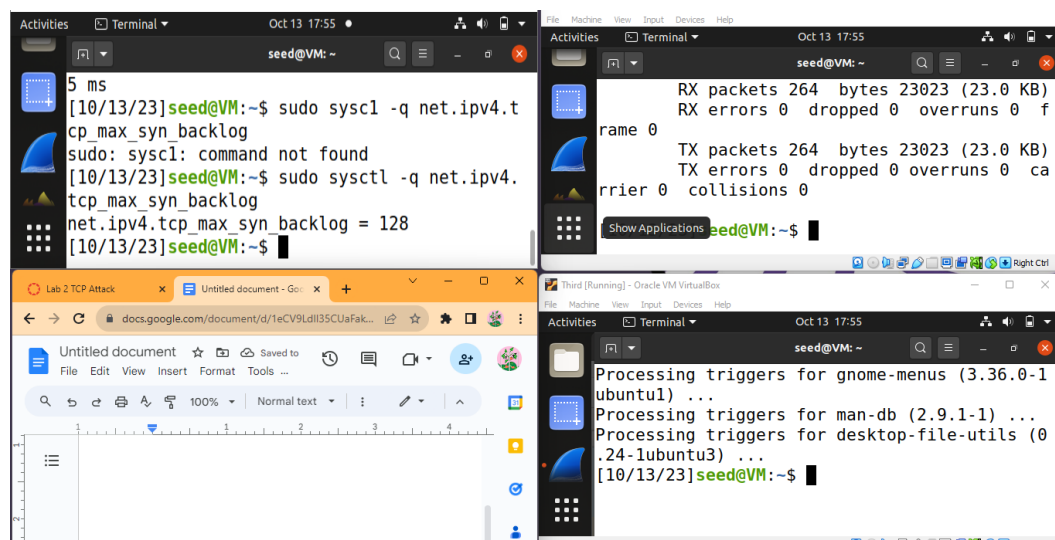 Activities Terminal Oct 13 17:55
seed@VM: ~
5 ms
[10/13/23]seed@VM:~$ sudo sysc1 -q net.ipv4.t
cp_max_syn_backlog
sudo: sysc1: command not found
[10/13/23]seed@VM:~$ sudo sysctl -q net.ipv4.
tcp_max_syn_backlog
net.ipv4.tcp_max_syn_backlog = 128
[10/13/23]seed@VM:~$
File Machine View Input Devices Help
Activities Terminal Oct 13 17:55
seed@VM: ~
RX packets 264 bytes 23023 (23.0 KB)
RX errors 0 dropped 0 overruns 0 f
rame 0
TX packets 264 bytes 23023 (23.0 KB)
TX errors 0 dropped 0 overruns 0 ca
rrier 0 collisions 0
Show Applications eed@VM:~$
Right Ctrl
Lab 2 TCP Attack Untitled document - Goo
docs.google.com/document/d/
Untitled document Saved to
File Edit View Insert Format Tools ...
100% Normal text
1 1 2 3 4
Third [Running] - Oracle VM VirtualBox
File Machine View Input Devices Help
Activities Terminal Oct 13 17:55
seed@VM: ~
Processing triggers for gnome-menus (3.36.0-1
ubuntu1) ...
Processing triggers for man-db (2.9.1-1) ...
Processing triggers for desktop-file-utils (0
.24-1ubuntu3) ...
[10/13/23]seed@VM:~$